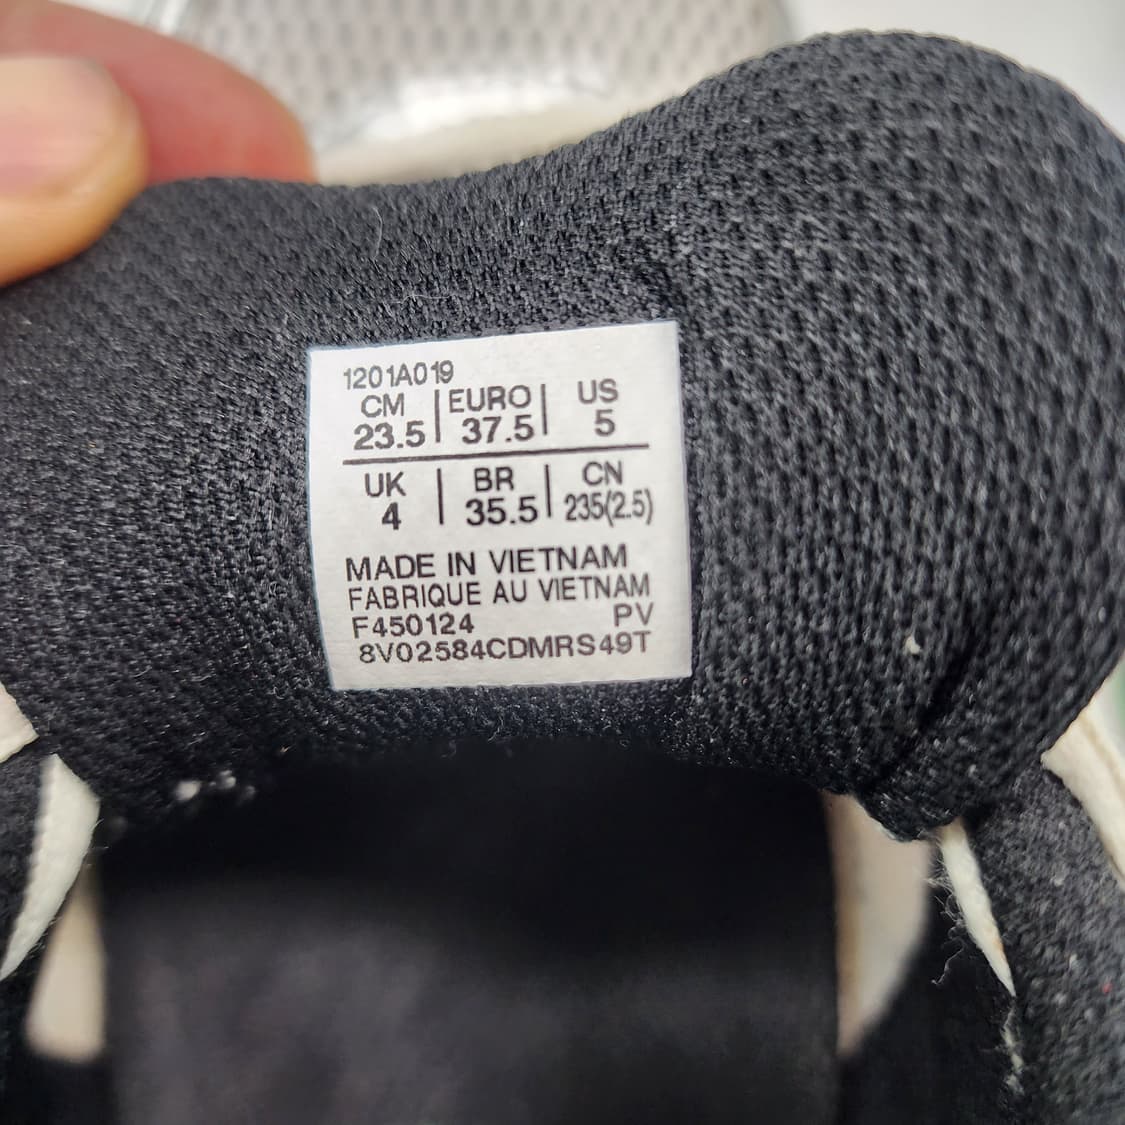 1201A019
CM | EURO | US
23.5 | 37.5 | 5
UK | BR | CN
4 | 35.5 | 235(2.5)
MADE IN VIETNAM
FABRIQUE AU VIETNAM
F450124 PV
8V02584CDMRS49T